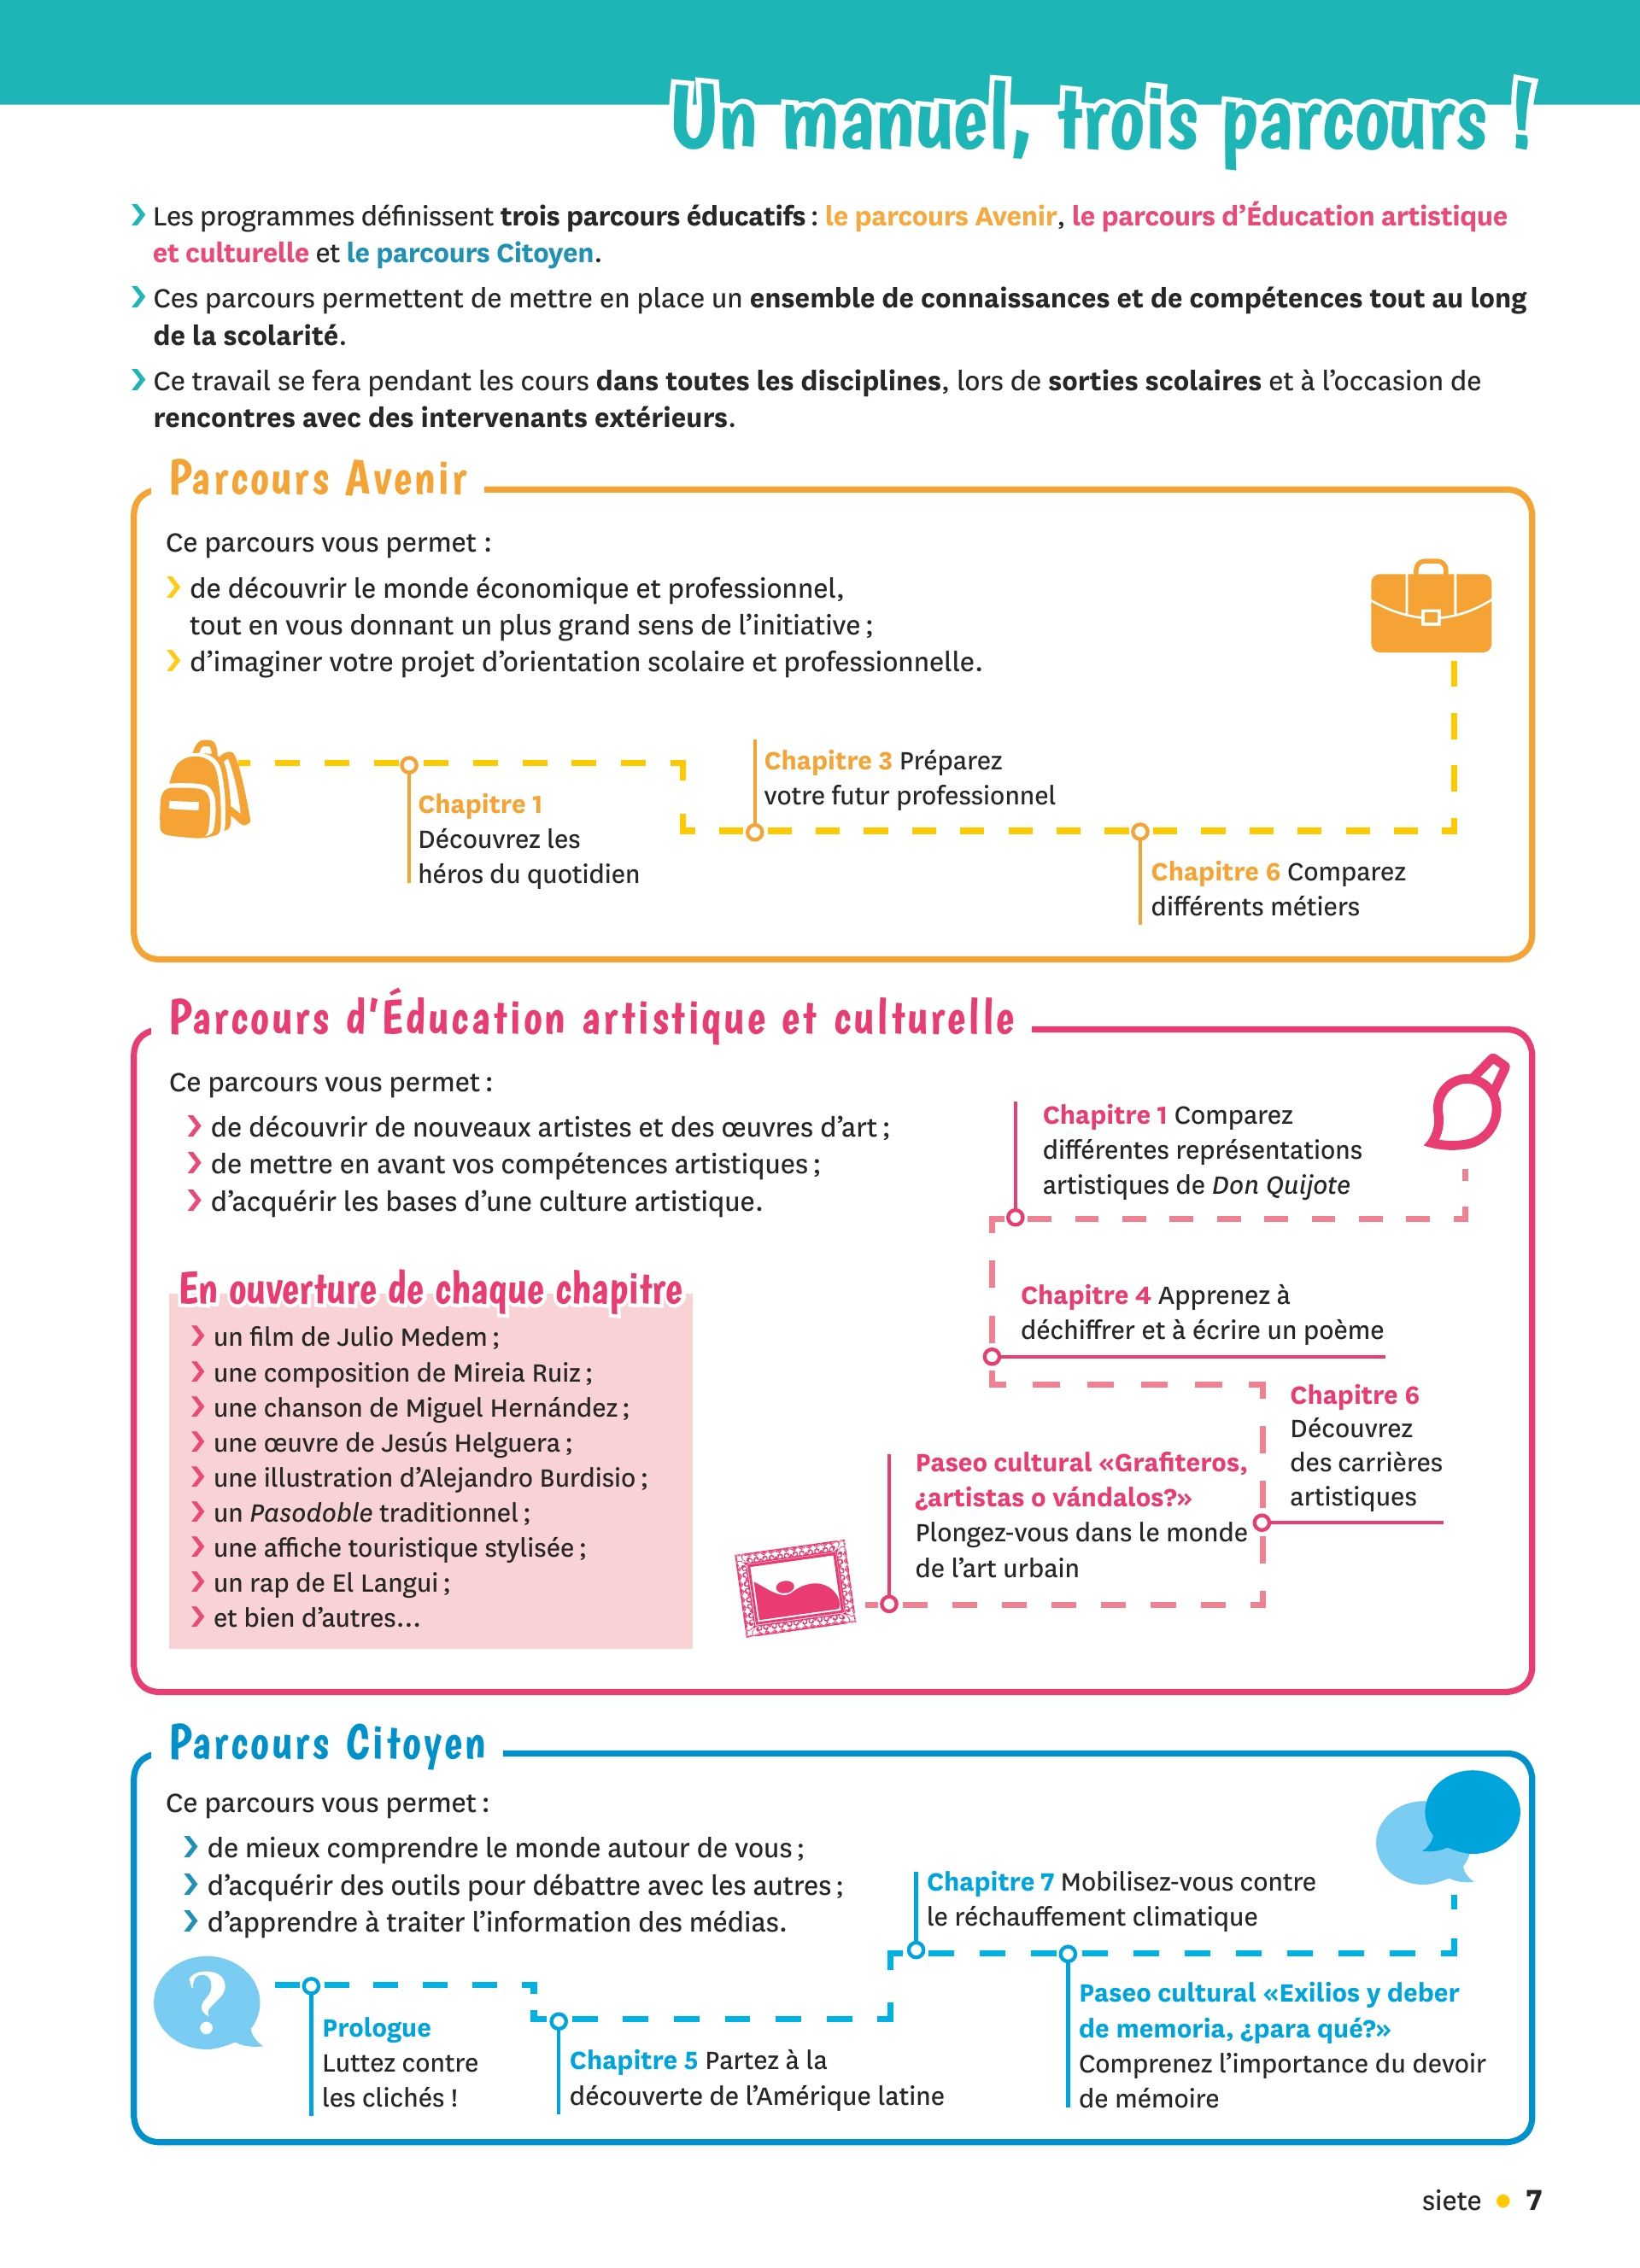 Un manuel, trois parcours !
› Les programmes définissent trois parcours éducatifs : le parcours Avenir, le parcours d’Éducation artistique
et culturelle et le parcours Citoyen.
› Ces parcours permettent de mettre en place un ensemble de connaissances et de compétences tout au long
de la scolarité.
› Ce travail se fera pendant les cours dans toutes les disciplines, lors de sorties scolaires et à l’occasion de
rencontres avec des intervenants extérieurs.
Parcours Avenir
Ce parcours vous permet :
› de découvrir le monde économique et professionnel,
tout en vous donnant un plus grand sens de l’initiative ;
› d’imaginer votre projet d’orientation scolaire et professionnelle.
Chapitre 1
Découvrez les
héros du quotidien
Chapitre 3 Préparez
votre futur professionnel
Chapitre 6 Comparez
différents métiers
Parcours d’Éducation artistique et culturelle
Ce parcours vous permet :
› de découvrir de nouveaux artistes et des œuvres d’art ;
› de mettre en avant vos compétences artistiques ;
› d’acquérir les bases d’une culture artistique.
En ouverture de chaque chapitre
› un film de Julio Medem ;
› une composition de Mireia Ruiz ;
› une chanson de Miguel Hernández ;
› une œuvre de Jesús Helguera ;
› une illustration d’Alejandro Burdisio ;
› un Pasodoble traditionnel ;
› une affiche touristique stylisée ;
› un rap de El Langui ;
› et bien d’autres…
Chapitre 1 Comparez
différentes représentations
artistiques de Don Quijote
Chapitre 4 Apprenez à
déchiffrer et à écrire un poème
Chapitre 6
Découvrez
des carrières
artistiques
Paseo cultural «Grafiteros,
¿artistas o vándalos?»
Plongez-vous dans le monde
de l’art urbain
Parcours Citoyen
Ce parcours vous permet :
› de mieux comprendre le monde autour de vous ;
› d’acquérir des outils pour débattre avec les autres ;
› d’apprendre à traiter l’information des médias.
?
Prologue
Luttez contre
les clichés !
Chapitre 5 Partez à la
découverte de l’Amérique latine
Chapitre 7 Mobilisez-vous contre
le réchauffement climatique
Paseo cultural «Exilios y deber
de memoria, ¿para qué?»
Comprenez l’importance du devoir
de mémoire
siete • 7